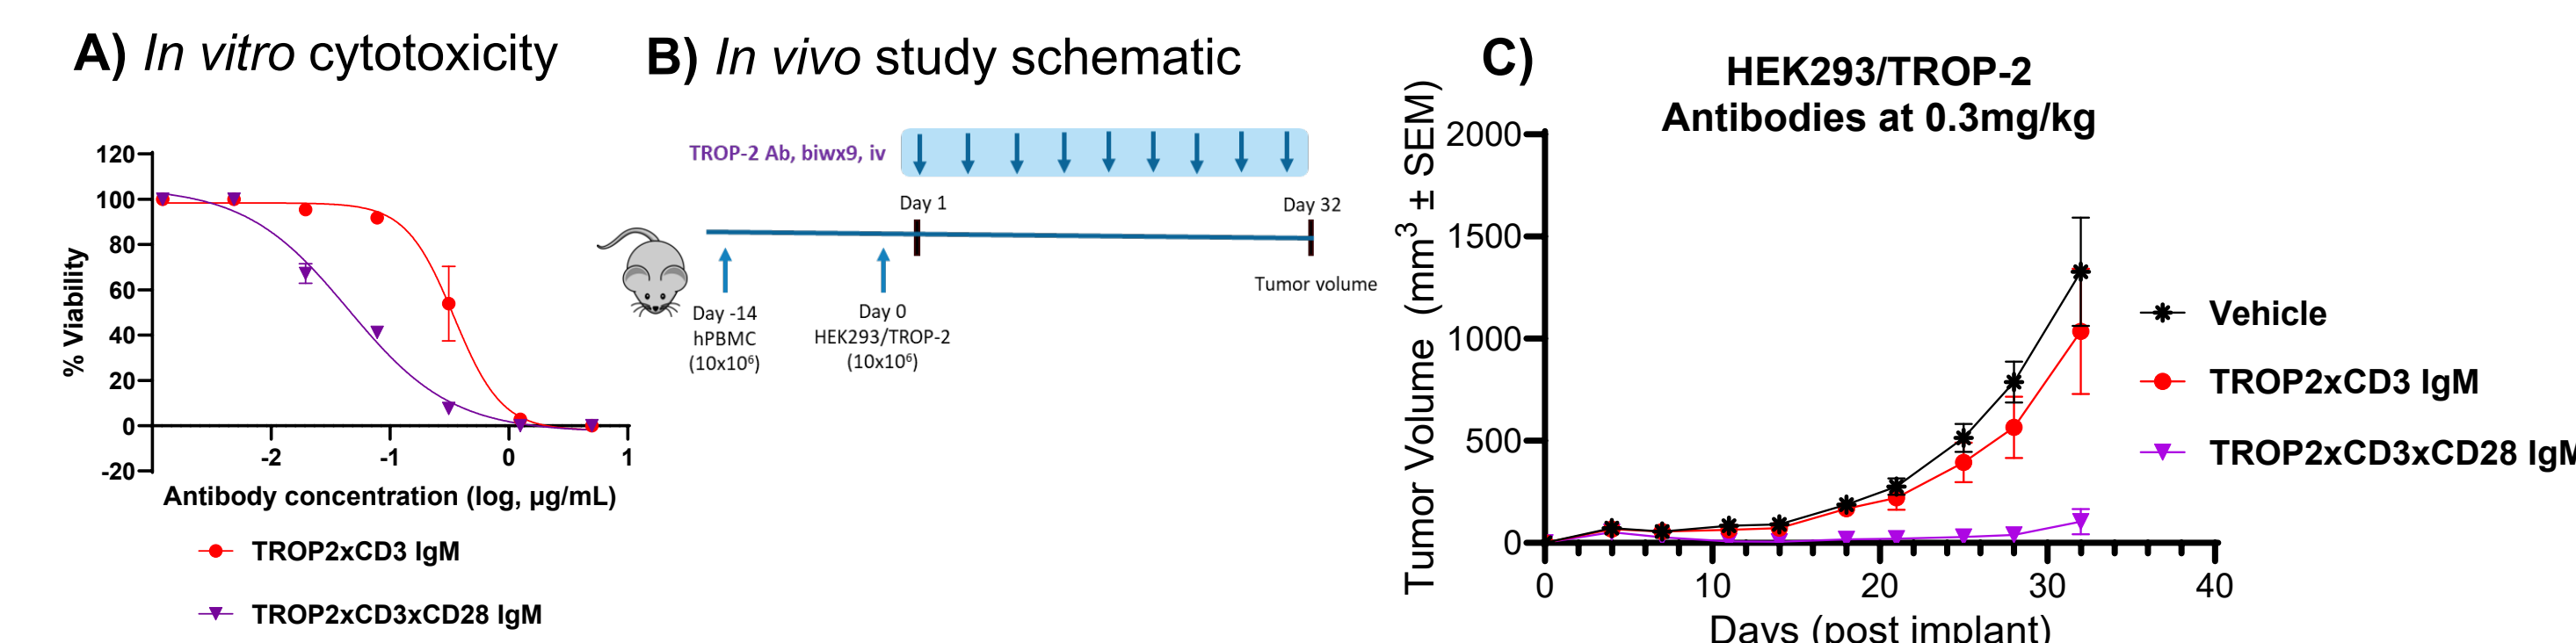 A) In vitro cytotoxicity
120
100
80
60
40
20
0
-20
% Viability
-2
-1
0
1
Antibody concentration (log, µg/mL)
TROP2xCD3 IgM
TROP2xCD3xCD28 IgM
B) In vivo study schematic
TROP-2 Ab, biwx9, iv
Day 1
Day 32
Tumor volume
Day -14
hPBMC
(10x10⁶)
Day 0
HEK293/TROP-2
(10x10⁶)
C)
HEK293/TROP-2
Antibodies at 0.3mg/kg
Tumor Volume (mm³ ± SEM)
2000
1500
1000
500
0
0
10
20
30
40
Days (post implant)
Vehicle
TROP2xCD3 IgM
TROP2xCD3xCD28 IgM